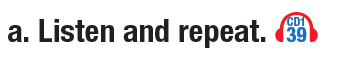 a. Listen and repeat. CD1 39